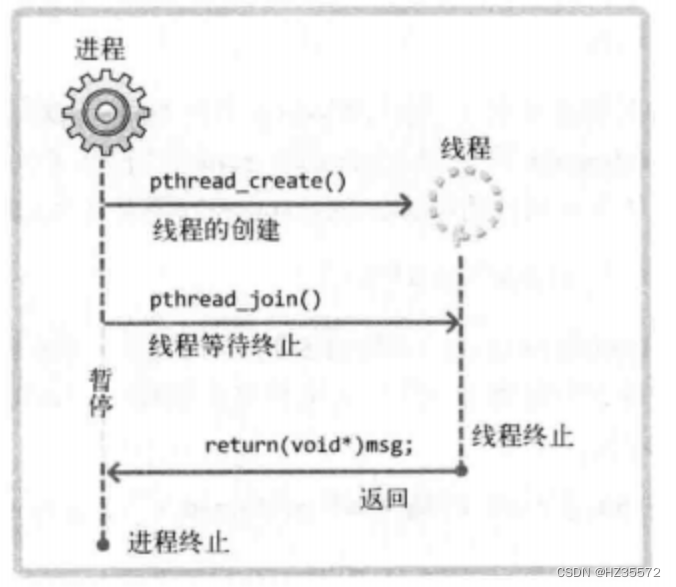 进程
线程
pthread_create()
线程的创建
pthread_join()
线程等待终止
暂停
return(void*)msg;
线程终止
返回
进程终止
CSDN @HZ35572